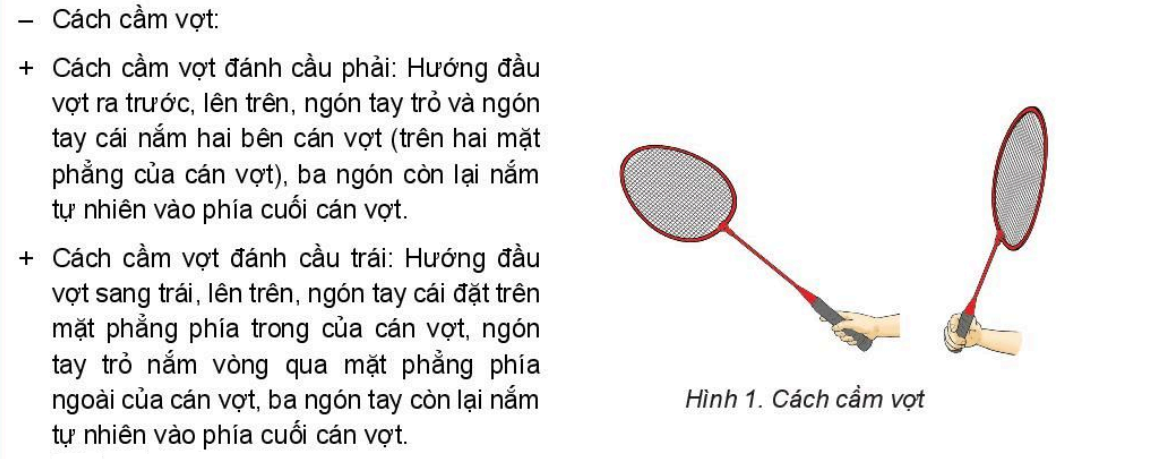 – Cách cầm vợt:
+ Cách cầm vợt đánh cầu phải: Hướng đầu
vợt ra trước, lên trên, ngón tay trỏ và ngón
tay cái nắm hai bên cán vợt (trên hai mặt
phẳng của cán vợt), ba ngón còn lại nắm
tự nhiên vào phía cuối cán vợt.
+ Cách cầm vợt đánh cầu trái: Hướng đầu
vợt sang trái, lên trên, ngón tay cái đặt trên
mặt phẳng phía trong của cán vợt, ngón
tay trỏ nắm vòng qua mặt phẳng phía
ngoài của cán vợt, ba ngón tay còn lại nắm
tự nhiên vào phía cuối cán vợt.
Hình 1. Cách cầm vợt